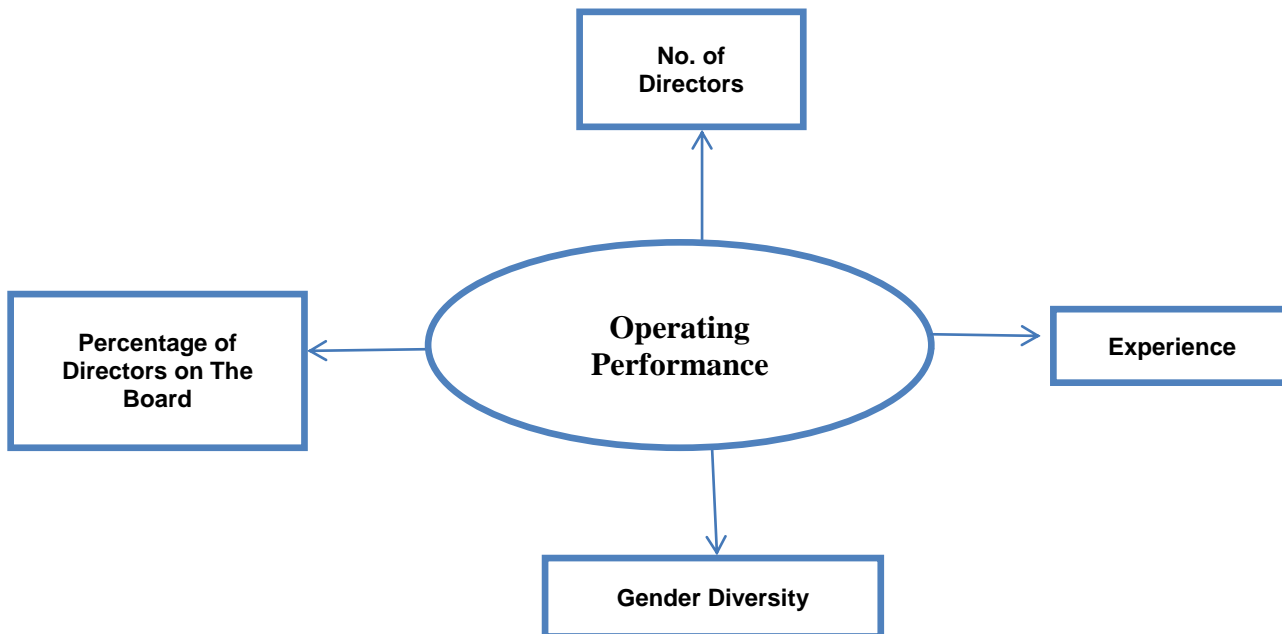 No. of
Directors
Operating
Performance
Percentage of
Directors on The
Board
Experience
Gender Diversity